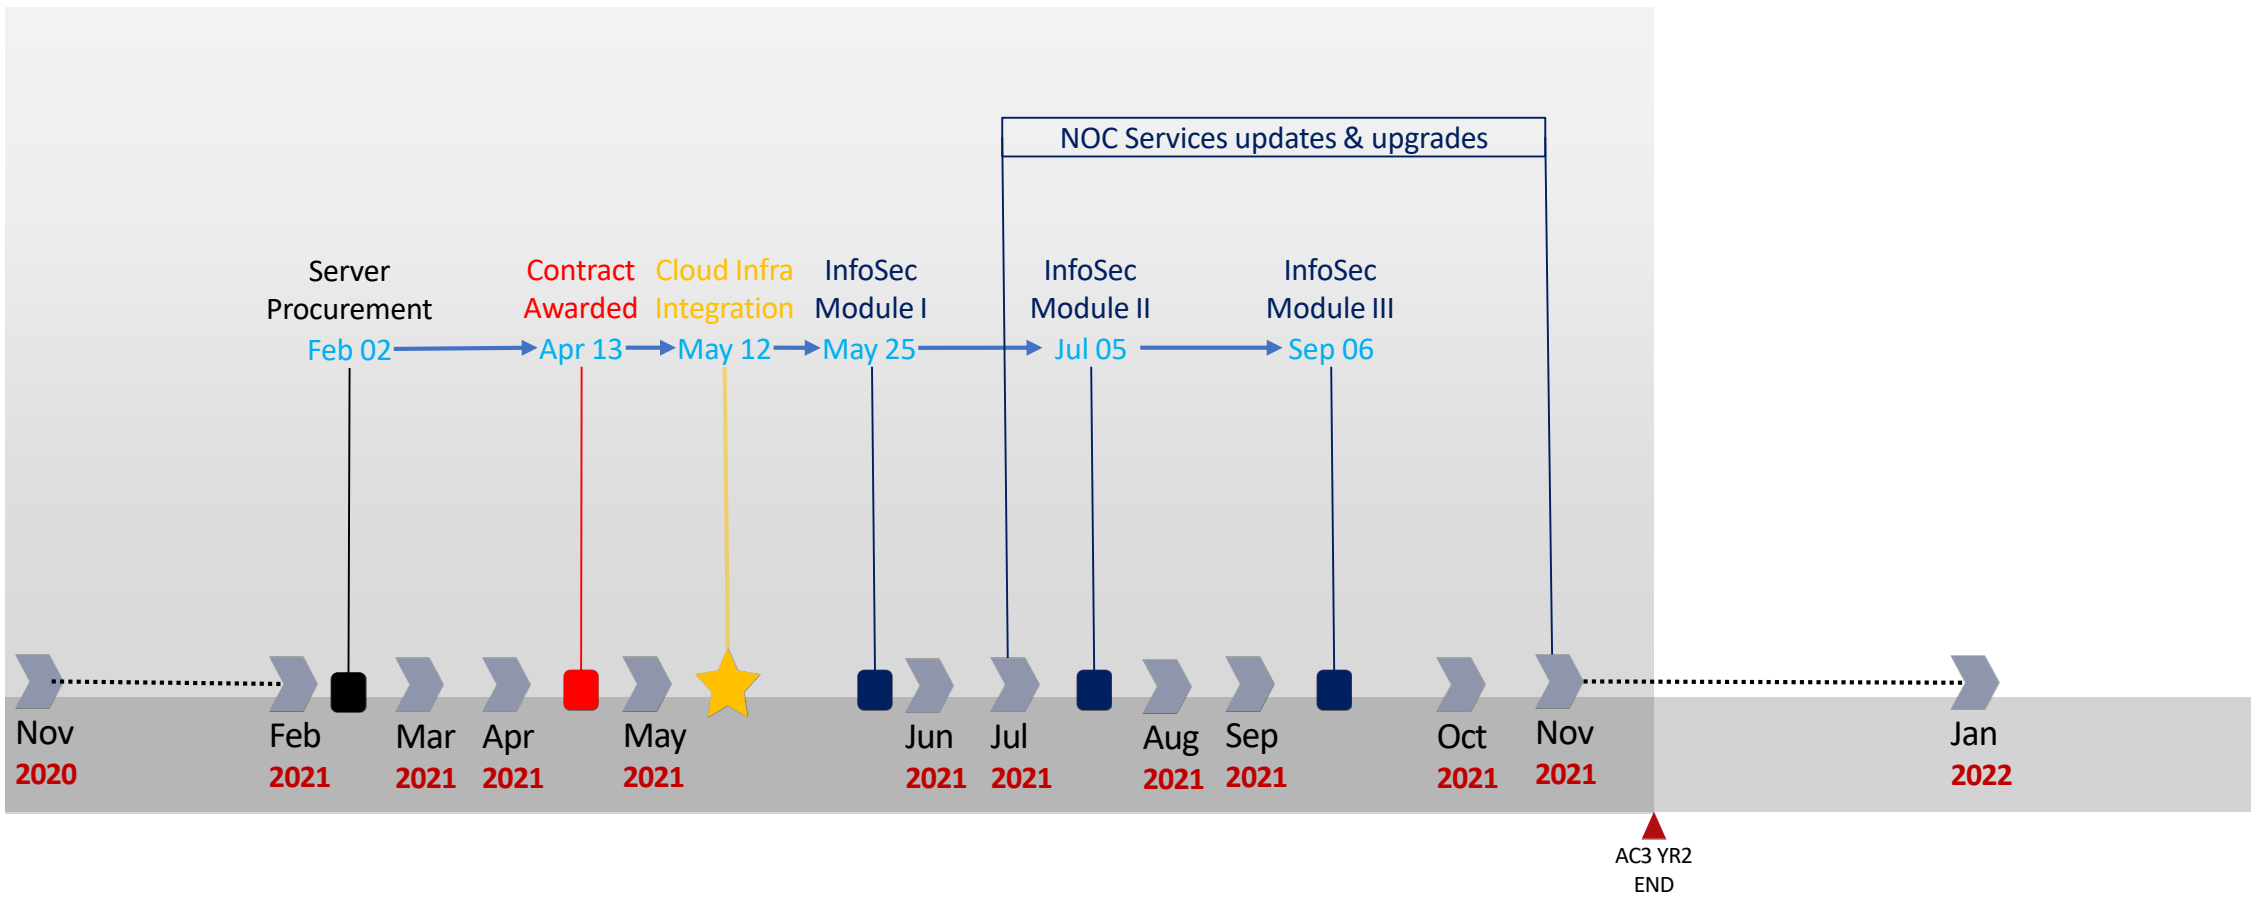 NOC Services updates & upgrades
Server
Procurement
Feb 02
Contract
Awarded
Apr 13
Cloud Infra
Integration
May 12
InfoSec
Module I
May 25
InfoSec
Module II
Jul 05
InfoSec
Module III
Sep 06
Nov
2020
Feb
2021
Mar
2021
Apr
2021
May
2021
Jun
2021
Jul
2021
Aug
2021
Sep
2021
Oct
2021
Nov
2021
Jan
2022
AC3 YR2
END